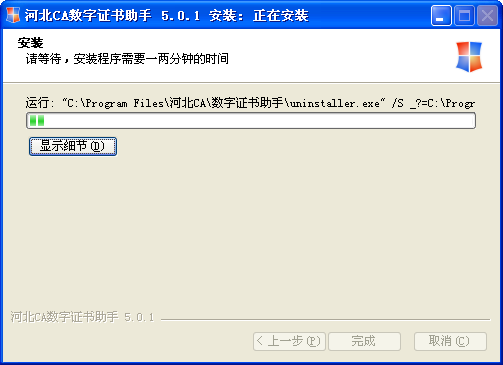 河北CA数字证书助手 5.0.1 安装: 正在安装
安装
请等待，安装程序需要一两分钟的时间
运行: "C:\Program Files\河北CA\数字证书助手\uninstaller.exe" /S _?=C:\Progr
显示细节(D)
河北CA数字证书助手 5.0.1
< 上一步(P)
完成
取消(C)